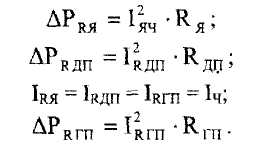 ΔP_RЯ = I²_ЯЧ · R_Я ;
ΔP_RДП = I²_RДП · R_ДП ;
I_RЯ = I_RДП = I_RГП = I_Ч;
ΔP_RГП = I²_RГП · R_ГП .